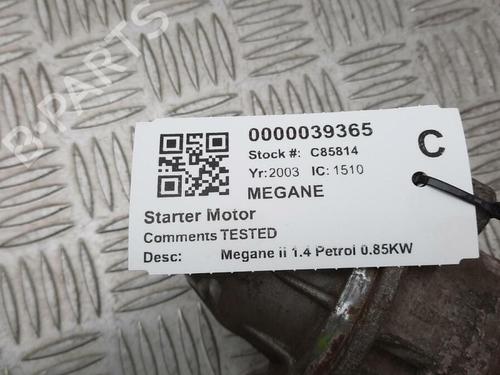 B-PARTS
0000039365
Stock #: C85814
C
Yr: 2003 IC: 1510
MEGANE
Starter Motor
Comments TESTED
Desc: Megane ii 1.4 Petrol 0.85KW